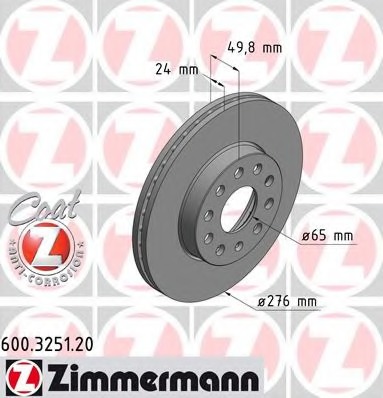 49,8 mm
24 mm
ø65 mm
ø276 mm
Coat
Z
ANTI-CORROSION
600.3251.20
Z Zimmermann